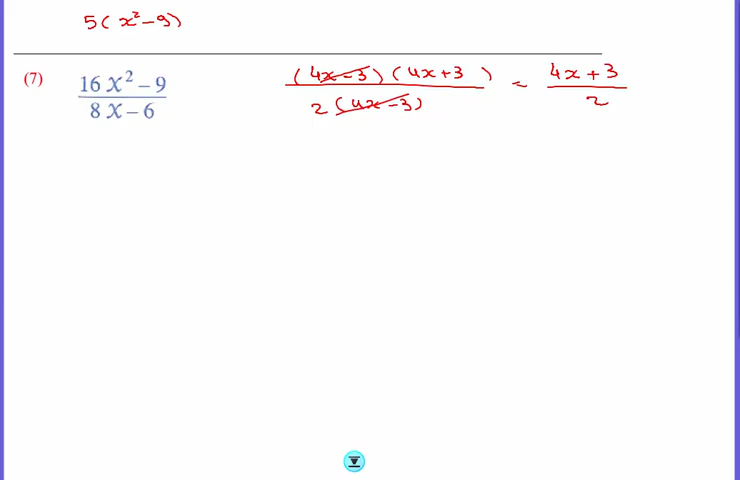 5(x² - 9)
(7) 16x² - 9 / 8x - 6 (4x - 3)(4x + 3) / 2(4x - 3) = 4x + 3 / 2